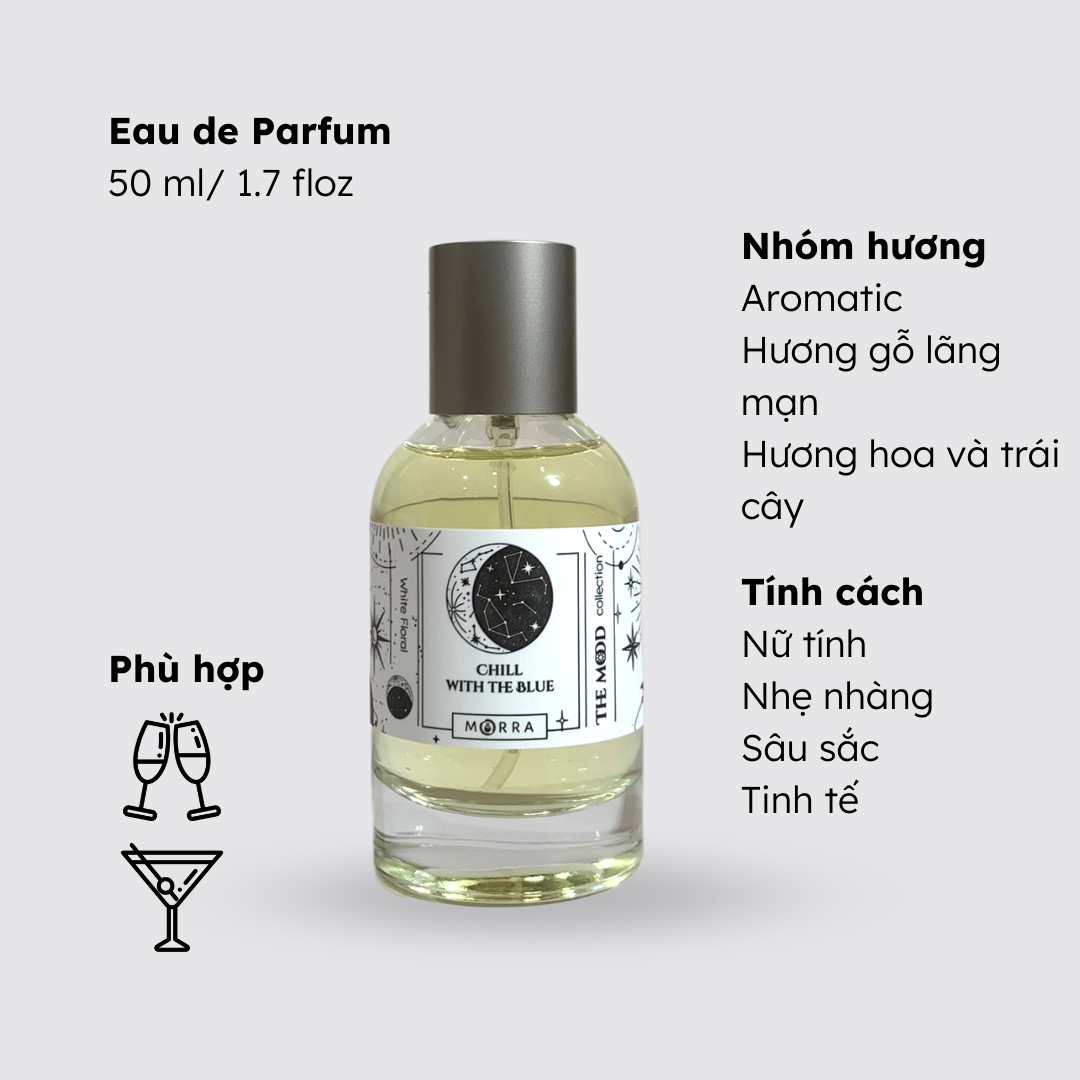 Eau de Parfum
50 ml/ 1.7 floz
Nhóm hương
Aromatic
Hương gỗ lãng
mạn
Hương hoa và trái
cây
Tính cách
Nữ tính
Nhẹ nhàng
Sâu sắc
Tinh tế
Phù hợp
White Floral
CHILL
WITH THE BLUE
MORRA
THE MOOD collection